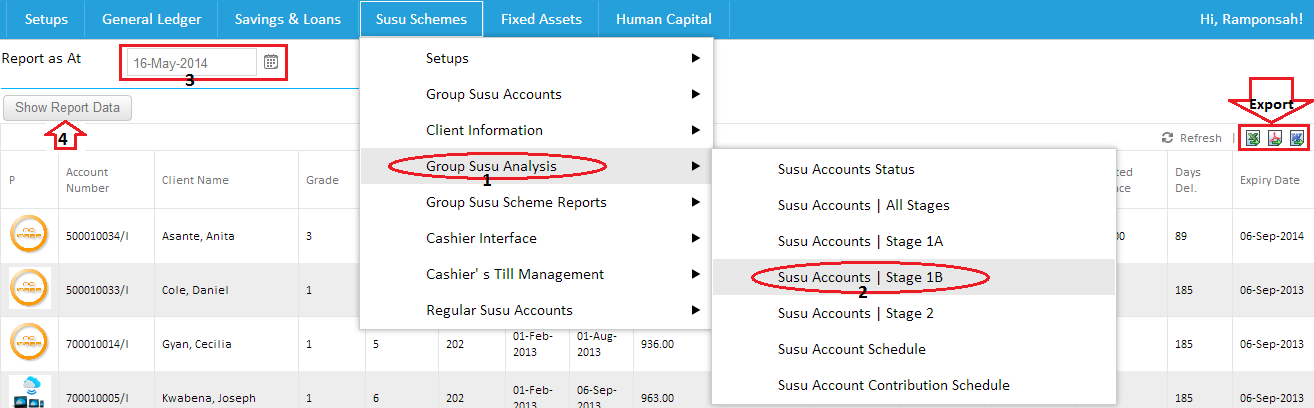 Setups General Ledger Savings & Loans Susu Schemes Fixed Assets Human Capital Hi, Ramponsah!
Report as At 16-May-2014
3
Show Report Data
4
Setups
Group Susu Accounts
Client Information
Group Susu Analysis
1
Group Susu Scheme Reports
Cashier Interface
Cashier' s Till Management
Regular Susu Accounts
Susu Accounts Status
Susu Accounts | All Stages
Susu Accounts | Stage 1A
Susu Accounts | Stage 1B
2
Susu Accounts | Stage 2
Susu Account Schedule
Susu Account Contribution Schedule
Export
Refresh |
P Account Number Client Name Grade Days Del. Expiry Date
500010034/I Asante, Anita 3 89 06-Sep-2014
500010033/I Cole, Daniel 1 185 06-Sep-2013
700010014/I Gyan, Cecilia 1 5 202 01-Feb-2013 01-Aug-2013 936.00 185 06-Sep-2013
700010005/I Kwabena, Joseph 1 6 202 01-Feb-2013 06-Sep-2013 963.00 185 06-Sep-2013